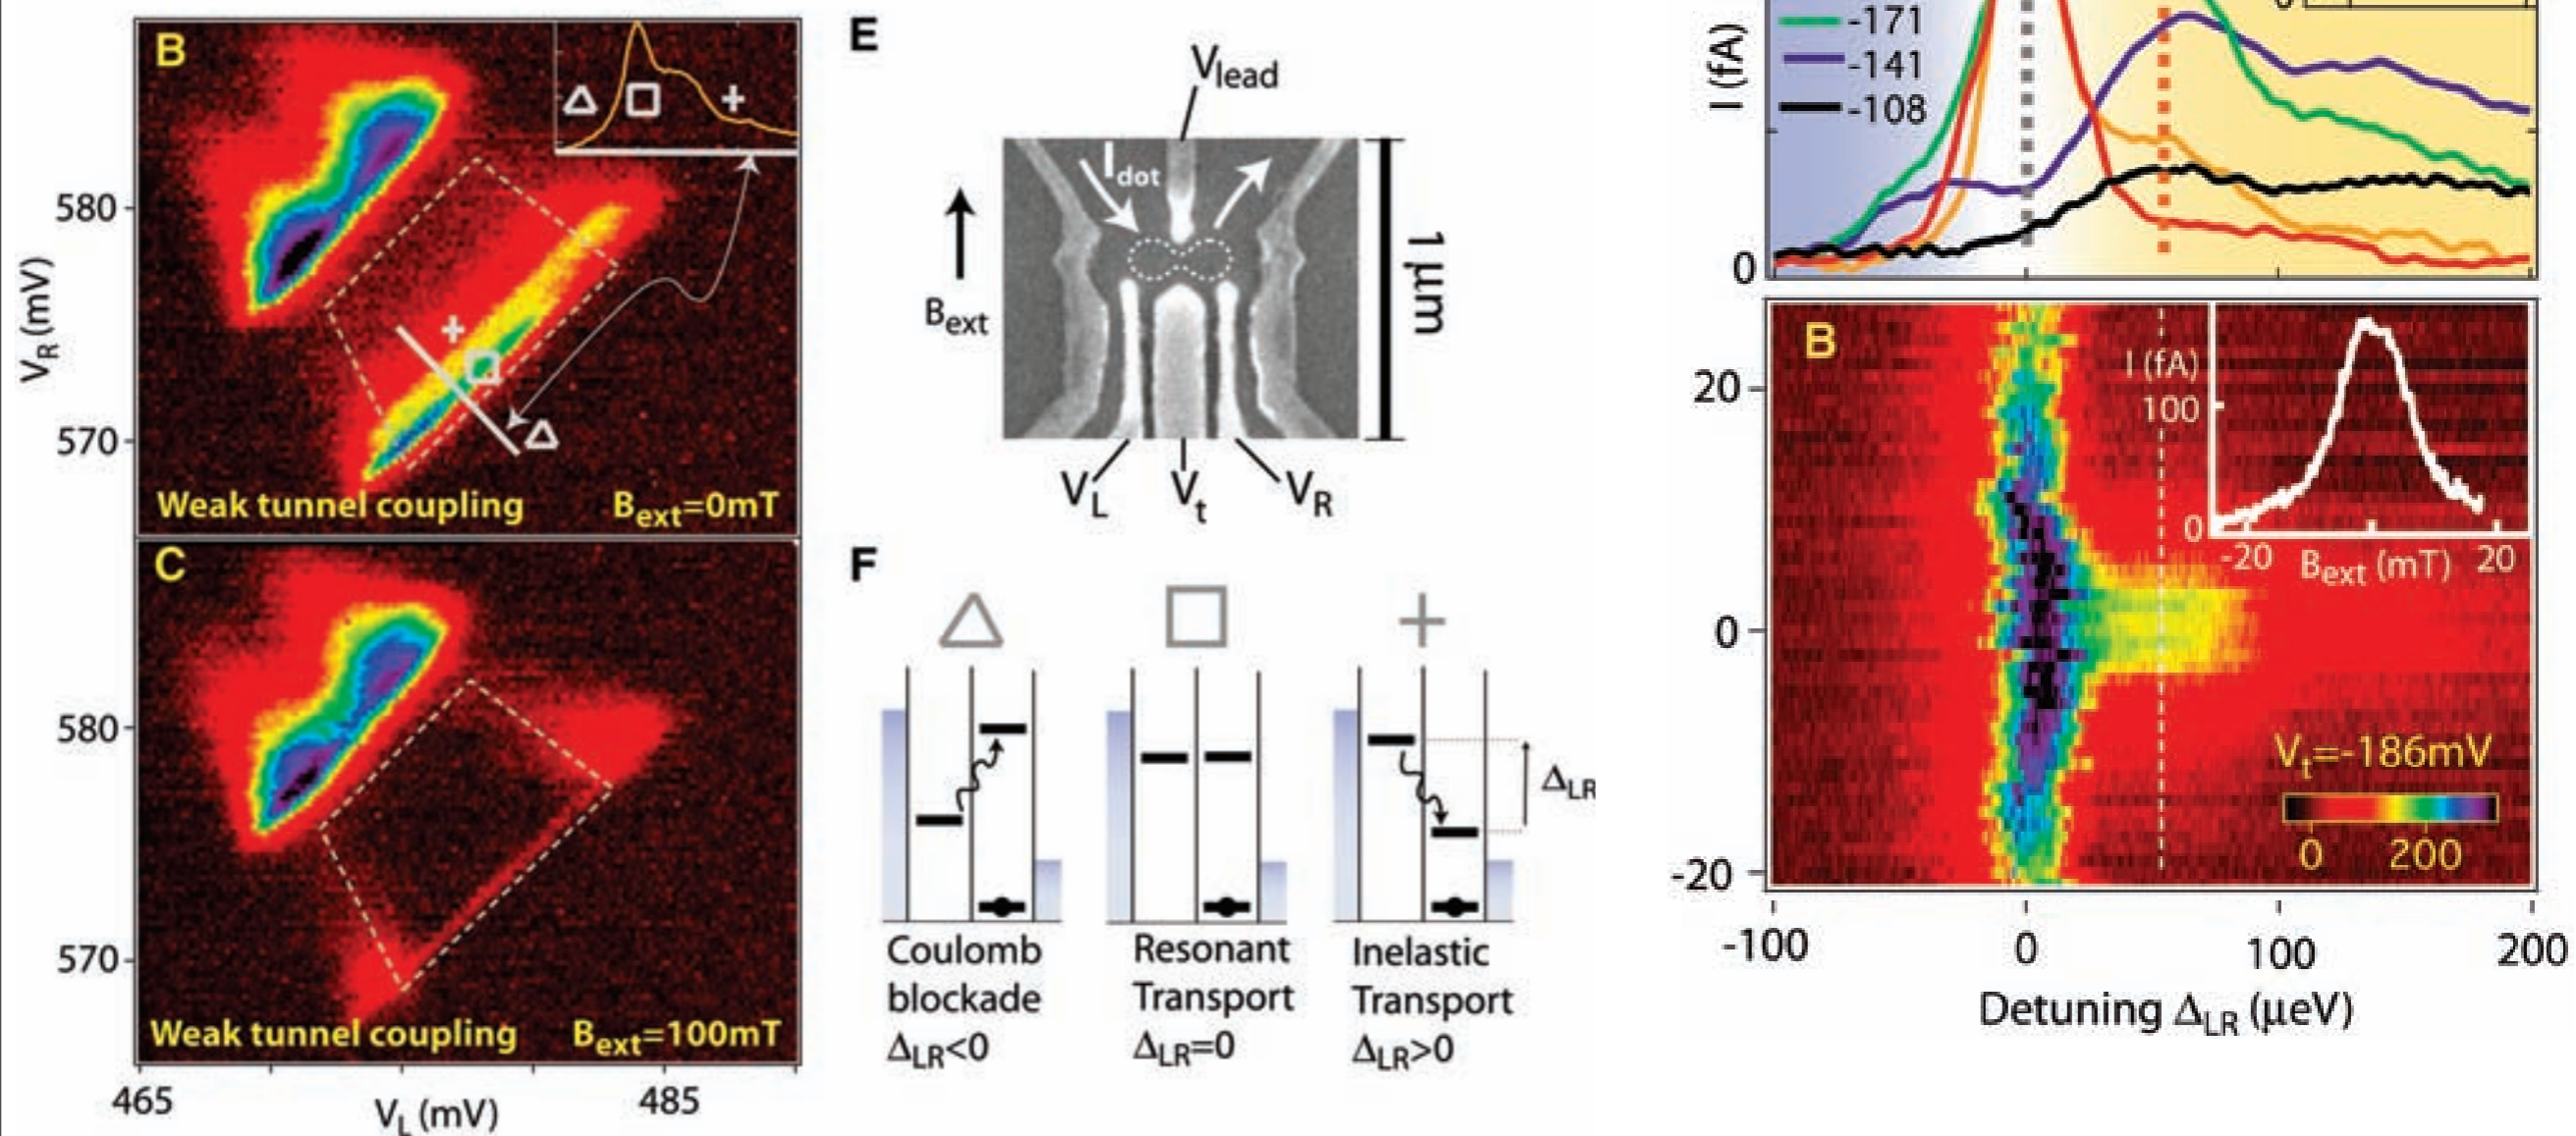 B
△ □ +
580
V_R (mV)
+
□
570
△
Weak tunnel coupling B_ext=0mT
C
580
570
Weak tunnel coupling B_ext=100mT
465 485
V_L (mV)
E
V_lead
I_dot
B_ext
1 µm
V_L V_t V_R
F
△ □ +
Δ_LR
Coulomb
blockade
Δ_LR<0
Resonant
Transport
Δ_LR=0
Inelastic
Transport
Δ_LR>0
I (fA)
-171
-141
-108
0
0
B
20
0
-20
I (fA)
100
0
-20 20
B_ext (mT)
V_t=-186mV
0 200
-100 0 100 200
Detuning Δ_LR (µeV)